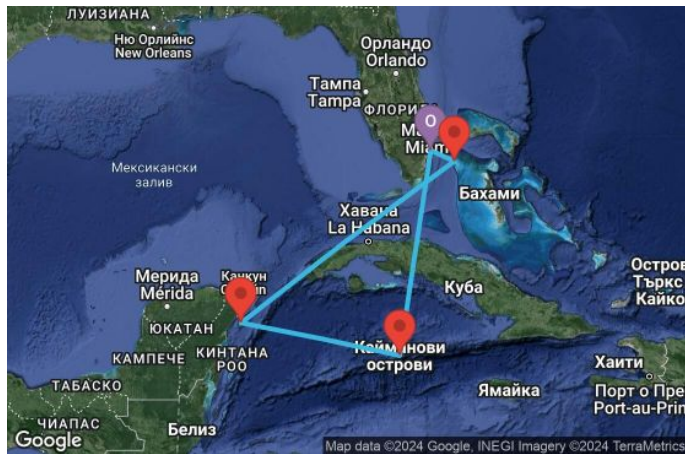 ЛУИЗИАНА
Ню Орлийнс
New Orleans
Орландо
Orlando
Тампа
Tampa
ФЛОРИДА
O
Miami
Мексикански
залив
Бахами
Хавана
La Habana
Куба
Остров
Търкс
Кайко
Мерида
Mérida
Канкун
ЮКАТАН
КАМПЕЧЕ
КИНТАНА
РОО
Кайманови
острови
ТАБАСКО
Ямайка
Хаити
Порт о Пре
Port-au-Prin
ЧИАПАС
Белиз
Google
Map data ©2024 Google, INEGI Imagery ©2024 TerraMetrics